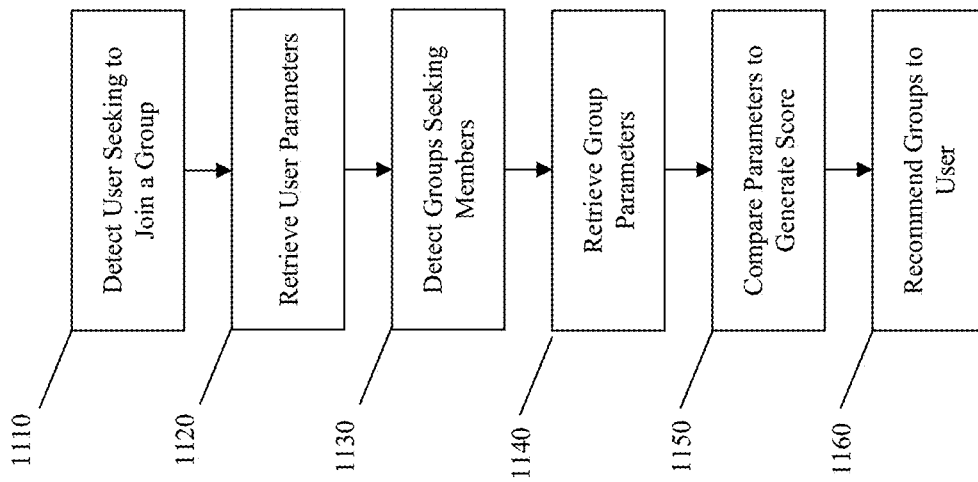 1110
Detect User Seeking to
Join a Group
1120
Retrieve User Parameters
1130
Detect Groups Seeking
Members
1140
Retrieve Group
Parameters
1150
Compare Parameters to
Generate Score
1160
Recommend Groups to
User